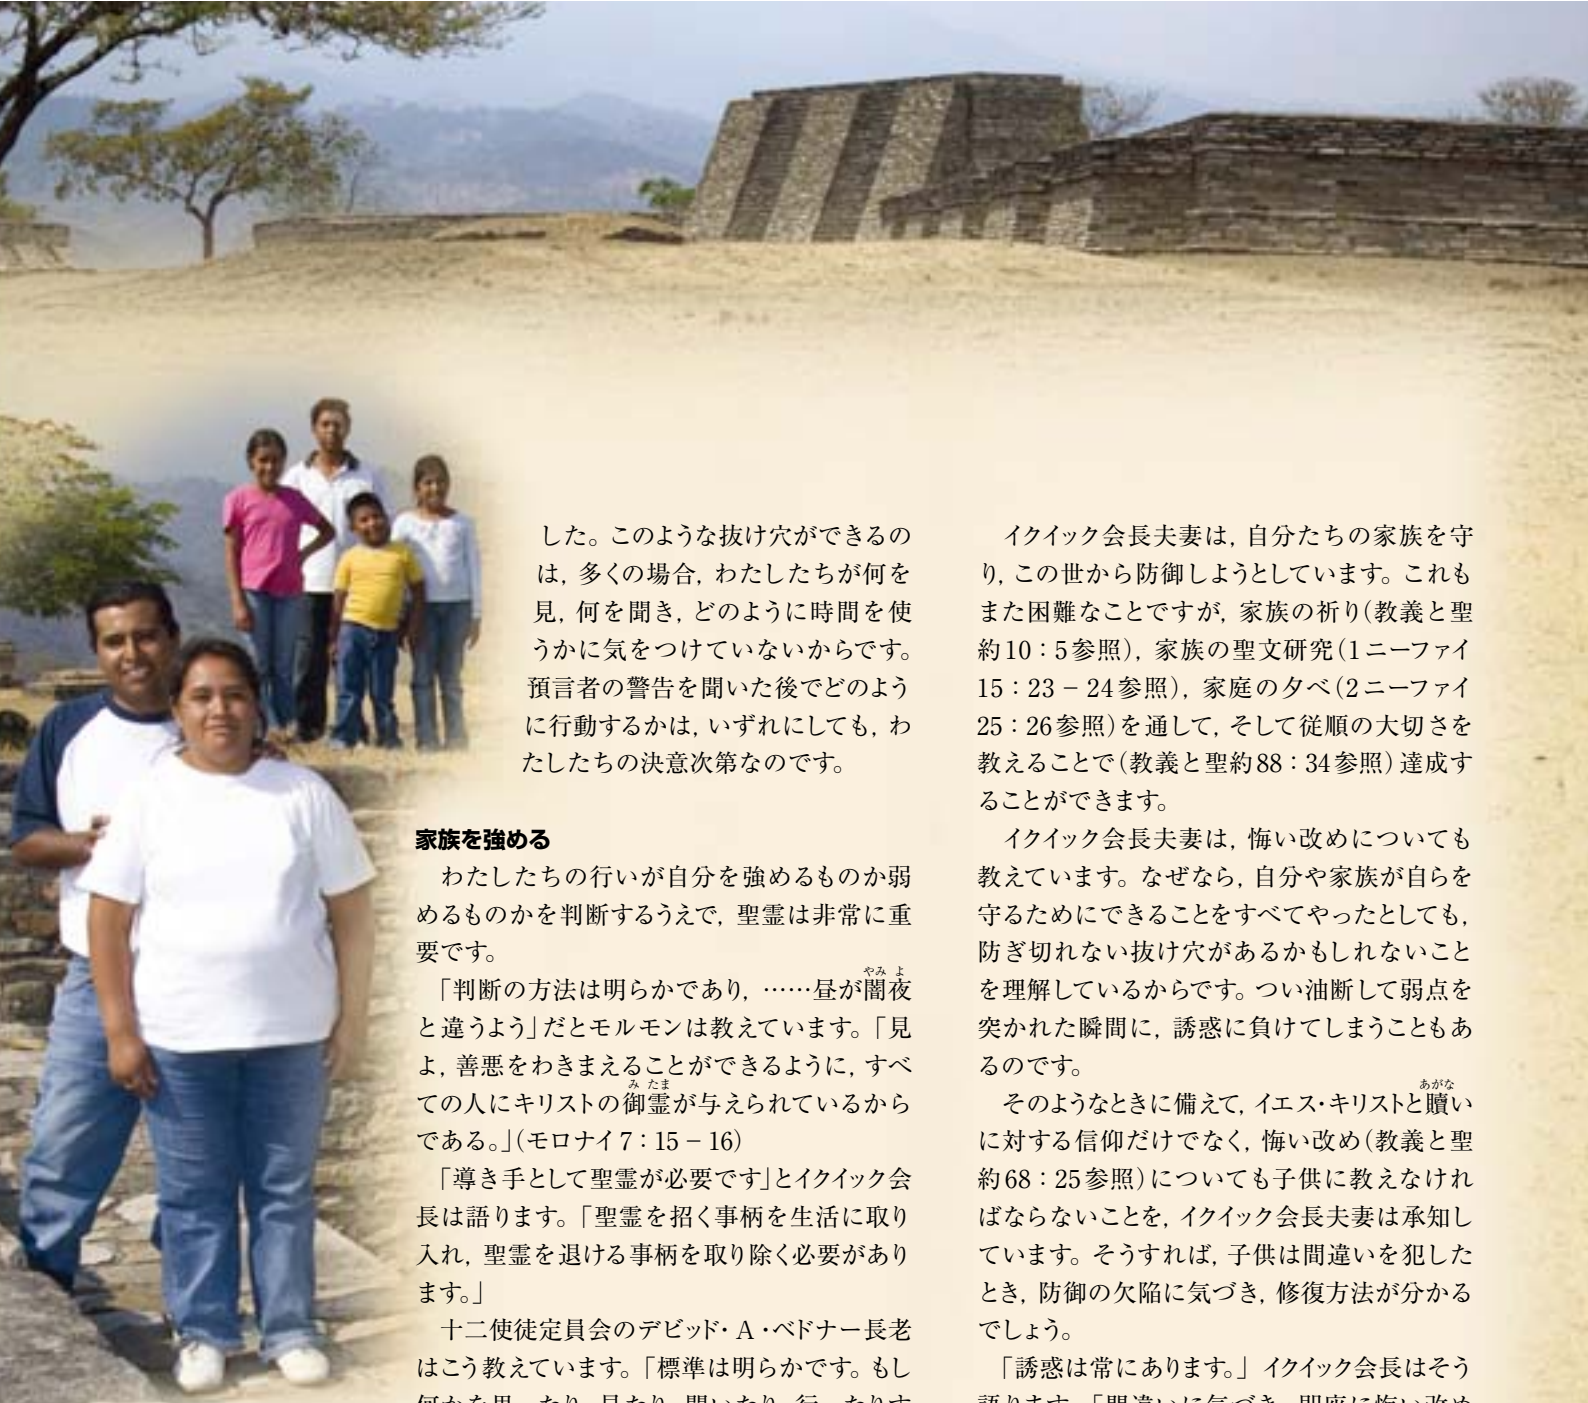 した。このような抜け穴ができるの
は，多くの場合，わたしたちが何を
見，何を聞き，どのように時間を使
うかに気をつけていないからです。
預言者の警告を聞いた後でどのよう
に行動するかは，いずれにしても，わ
たしたちの決意次第なのです。
家族を強める
わたしたちの行いが自分を強めるものか弱
めるものかを判断するうえで，聖霊は非常に重
要です。
「判断の方法は明らかであり，……昼が闇夜
と違うよう」だとモルモンは教えています。「見
よ，善悪をわきまえることができるように，すべ
ての人にキリストの御霊が与えられているから
である。」（モロナイ7：15－16）
「導き手として聖霊が必要です」とイクイック会
長は語ります。「聖霊を招く事柄を生活に取り
入れ，聖霊を退ける事柄を取り除く必要があり
ます。」
十二使徒定員会のデビッド・A・ベドナー長老
はこう教えています。「標準は明らかです。もし
イクイック会長夫妻は，自分たちの家族を守
り，この世から防御しようとしています。これも
また困難なことですが，家族の祈り（教義と聖
約10：5参照），家族の聖文研究（1ニーファイ
15：23－24参照），家庭の夕べ（2ニーファイ
25：26参照）を通して，そして従順の大切さを
教えることで（教義と聖約88：34参照）達成す
ることができます。
イクイック会長夫妻は，悔い改めについても
教えています。なぜなら，自分や家族が自らを
守るためにできることをすべてやったとしても，
防ぎ切れない抜け穴があるかもしれないこと
を理解しているからです。つい油断して弱点を
突かれた瞬間に，誘惑に負けてしまうこともあ
るのです。
そのようなときに備えて，イエス・キリストと贖い
に対する信仰だけでなく，悔い改め（教義と聖
約68：25参照）についても子供に教えなけれ
ばならないことを，イクイック会長夫妻は承知し
ています。そうすれば，子供は間違いを犯した
とき，防御の欠陥に気づき，修復方法が分かる
でしょう。
「誘惑は常にあります。」イクイック会長はそう